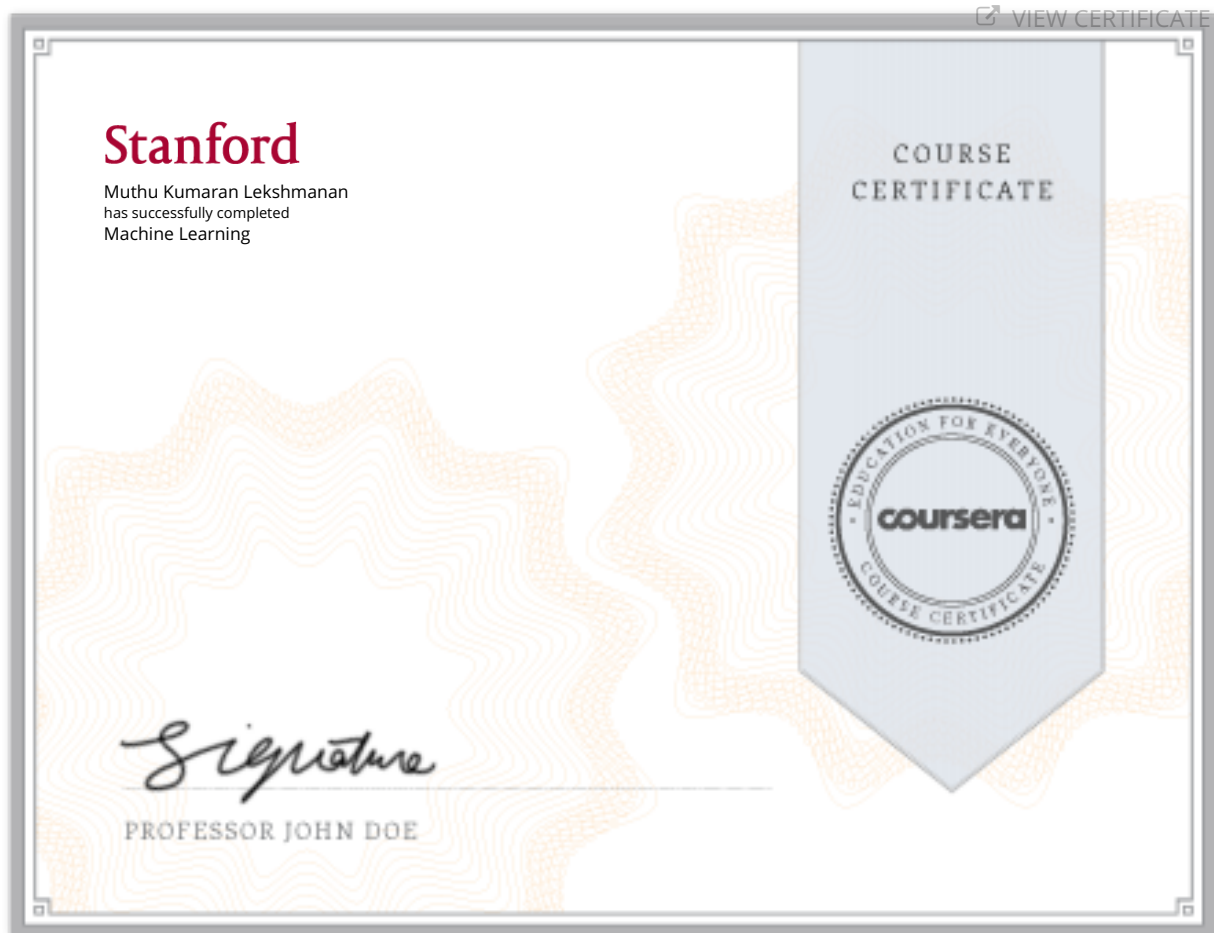 VIEW CERTIFICATE
Stanford
Muthu Kumaran Lekshmanan
has successfully completed
Machine Learning
COURSE
CERTIFICATE
EDUCATION FOR EVERYONE
coursera
COURSE CERTIFICATE
Signature
PROFESSOR JOHN DOE